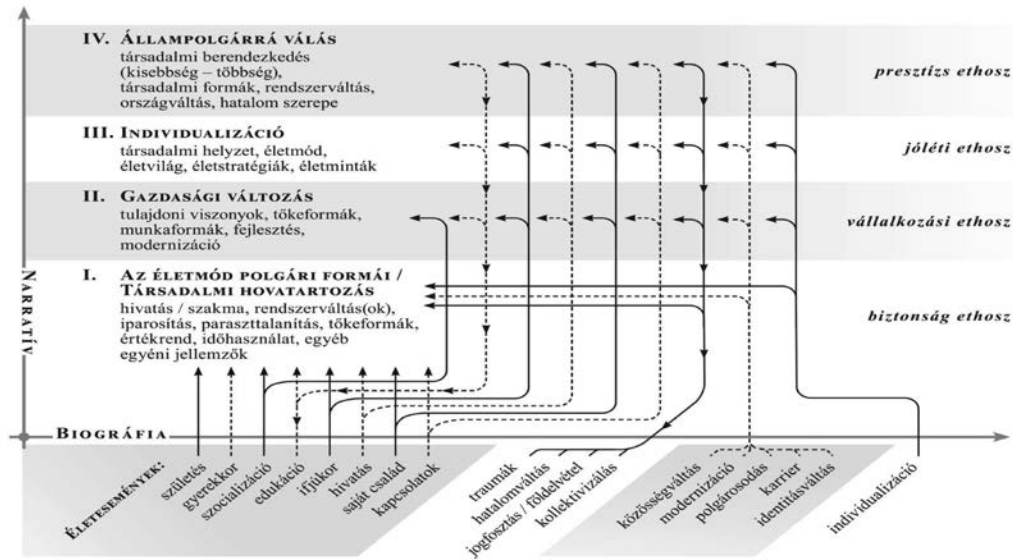 IV. ÁLLAMPOLGÁRRÁ VÁLÁS
társadalmi berendezkedés
(kisebbség – többség),
társadalmi formák, rendszerváltás,
országváltás, hatalom szerepe
presztízs ethosz
III. INDIVIDUALIZÁCIÓ
társadalmi helyzet, életmód,
életvilág, életstratégiák, életminták
jóléti ethosz
II. GAZDASÁGI VÁLTOZÁS
tulajdoni viszonyok, tőkeformák,
munkaformák, fejlesztés,
modernizáció
vállalkozási ethosz
I. AZ ÉLETMÓD POLGÁRI FORMÁI /
TÁRSADALMI HOVATARTOZÁS
hivatás / szakma, rendszerváltás(ok),
iparosítás, paraszttalanítás, tőkeformák,
értékrend, időhasználat, egyéb
egyéni jellemzők
biztonság ethosz
NARRATÍV
BIOGRÁFIA
ÉLETESEMÉNYEK:
születés
gyerekkor
szocializáció
edukáció
ifjúkor
hivatás
saját család
kapcsolatok
traumák
hatalomváltás
jogfosztás / földelvétel
kollektivizálás
közösségváltás
modernizáció
polgárosodás
karrier
identitásváltás
individualizáció